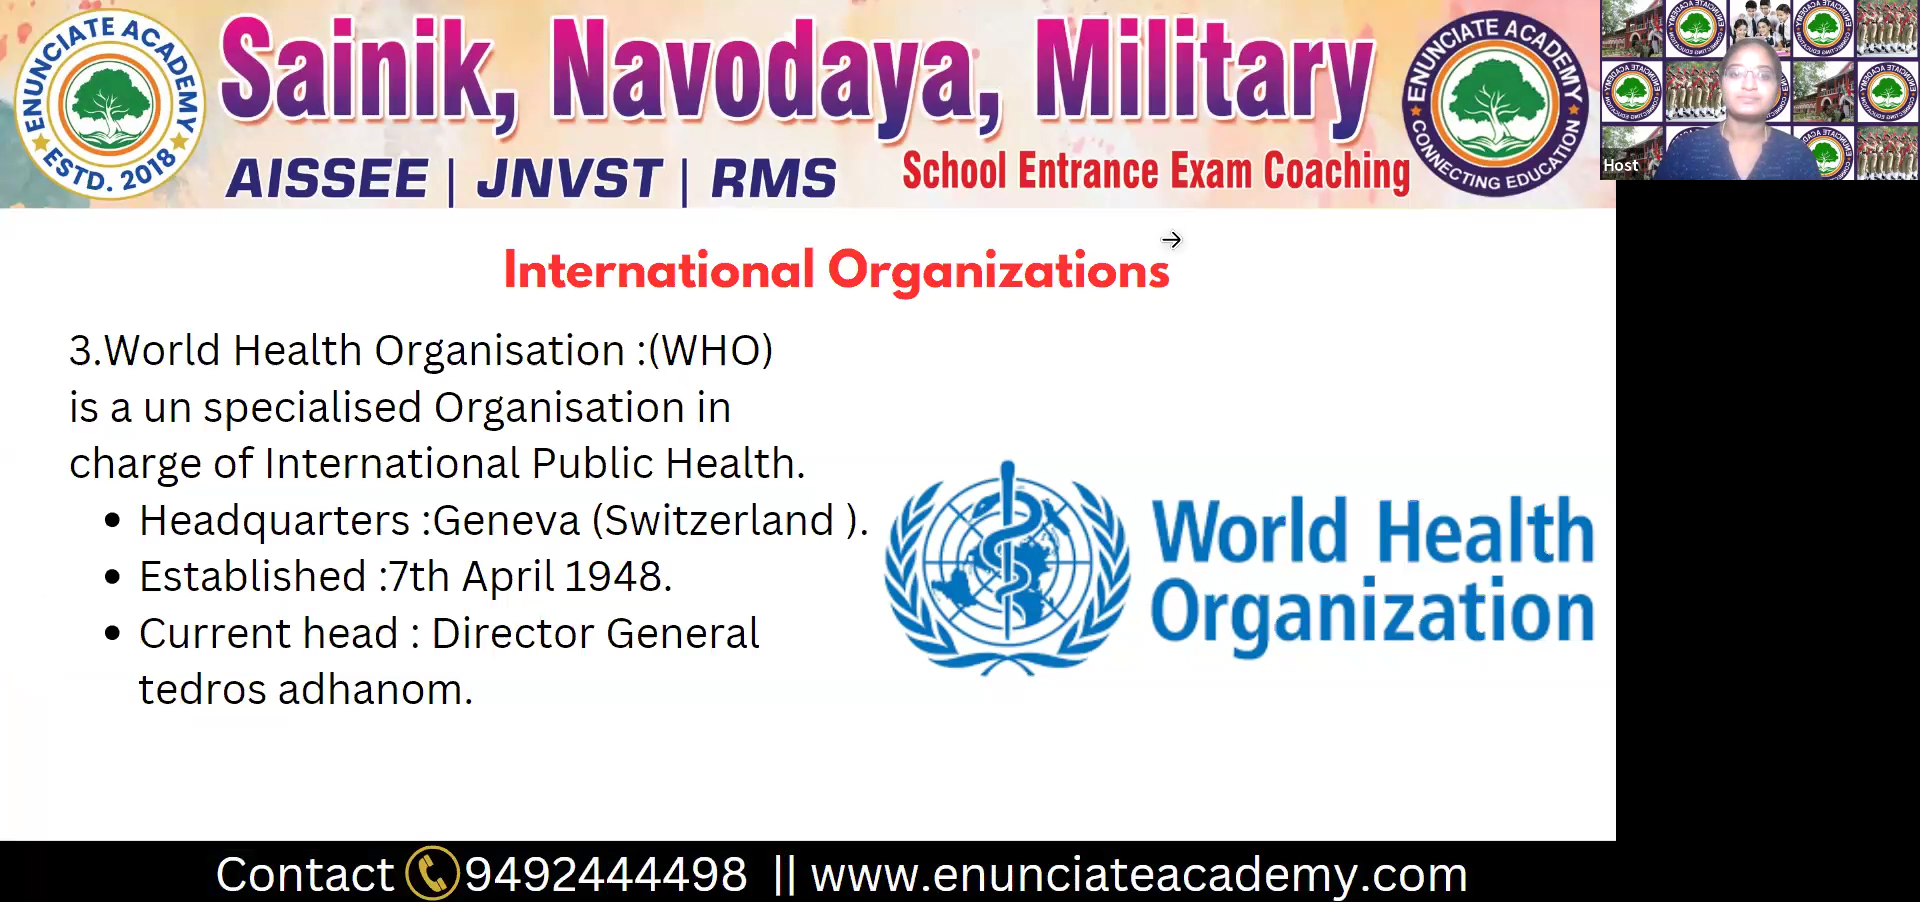 ENUNCIATE ACADEMY
ESTD. 2018
Sainik, Navodaya, Military
AISSEE | JNVST | RMS
School Entrance Exam Coaching
ENUNCIATE ACADEMY
CONNECTING EDUCATION
Host
International Organizations
3.World Health Organisation :(WHO)
is a un specialised Organisation in
charge of International Public Health.
• Headquarters :Geneva (Switzerland ).
• Established :7th April 1948.
• Current head : Director General
tedros adhanom.
World Health
Organization
Contact 9492444498 || www.enunciateacademy.com